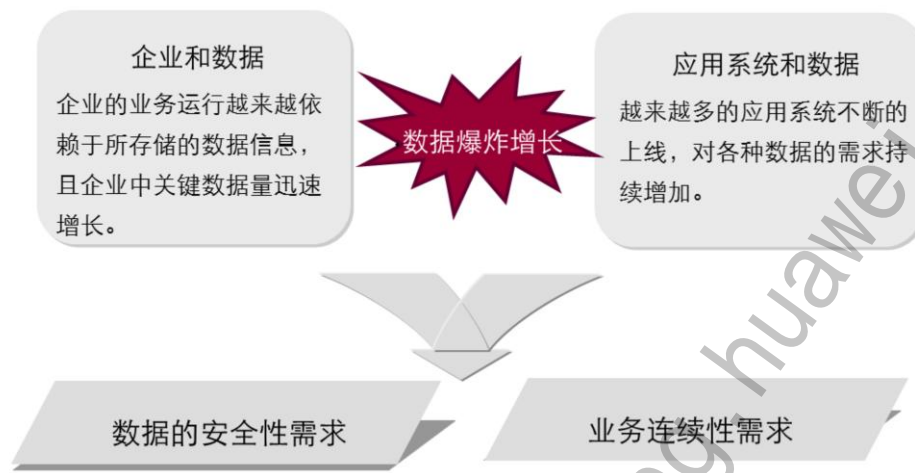 企业和数据
企业的业务运行越来越依
赖于所存储的数据信息，
且企业中关键数据量迅速
增长。
数据爆炸增长
应用系统和数据
越来越多的应用系统不断的
上线，对各种数据的需求持
续增加。
数据的安全性需求
业务连续性需求
ng.huawei